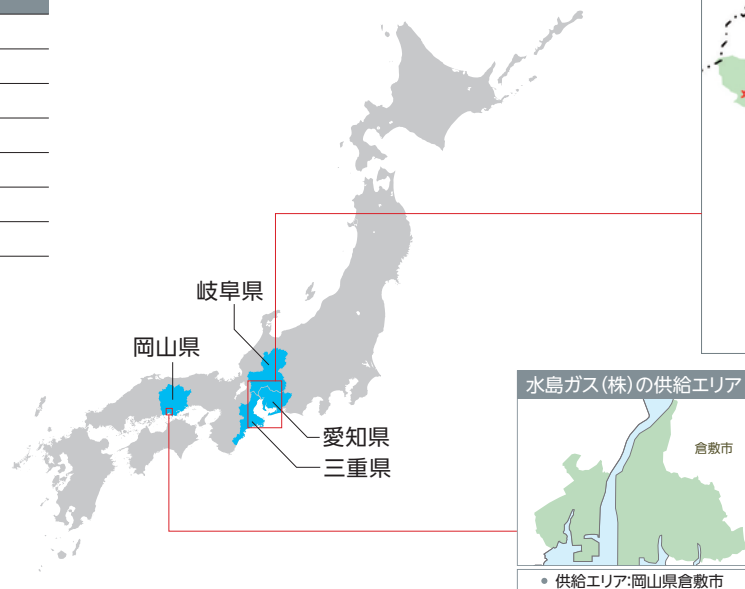 岐阜県
岡山県
愛知県
三重県
水島ガス(株)の供給エリア
倉敷市
• 供給エリア:岡山県倉敷市